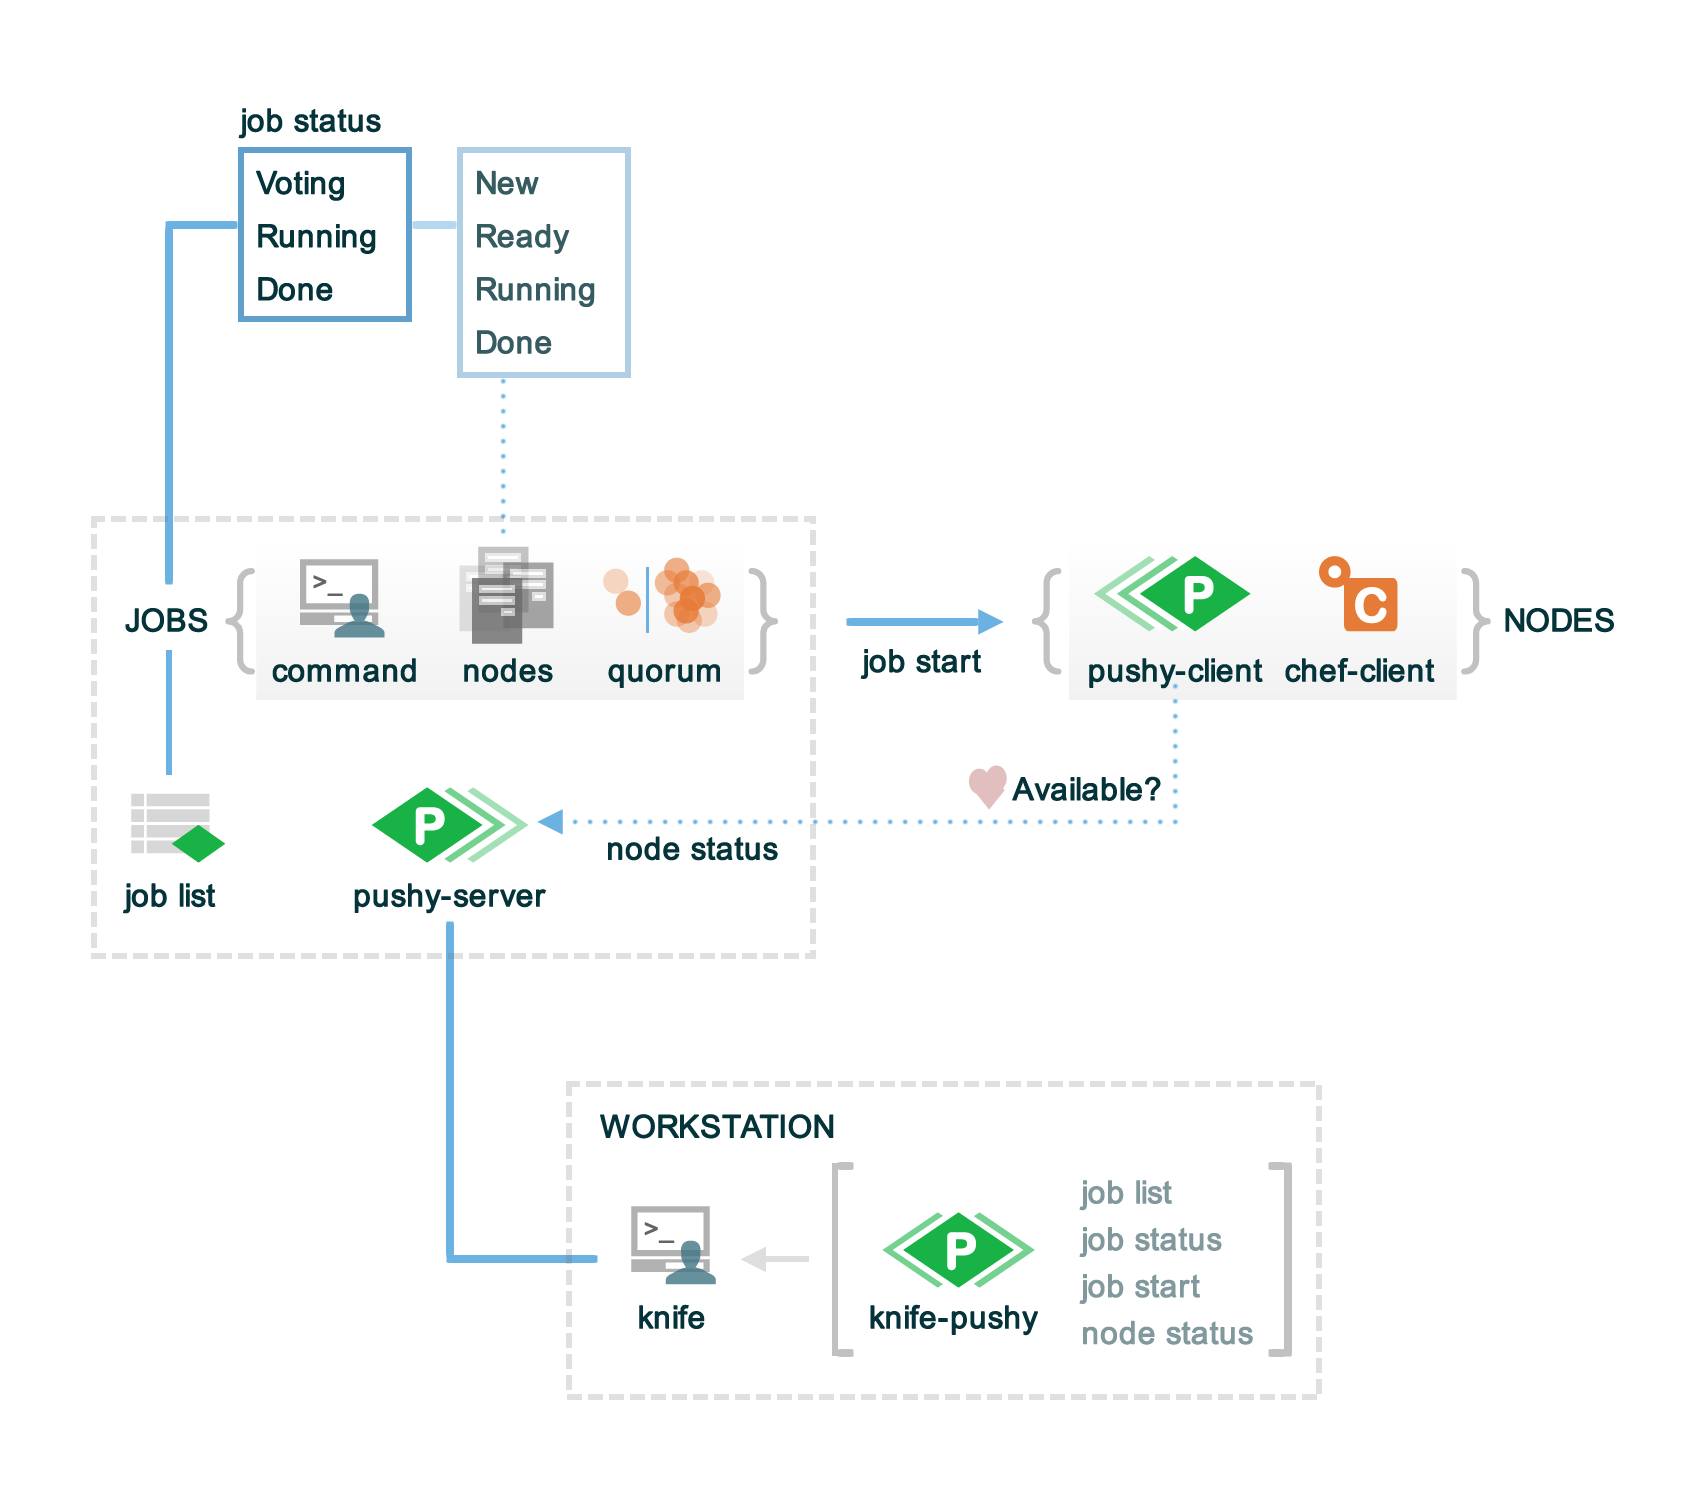 job status
Voting
Running
Done
New
Ready
Running
Done
JOBS
>_
command
nodes
quorum
job start
P
pushy-client
C
chef-client
NODES
Available?
node status
job list
P
pushy-server
WORKSTATION
>_
knife
P
knife-pushy
job list
job status
job start
node status